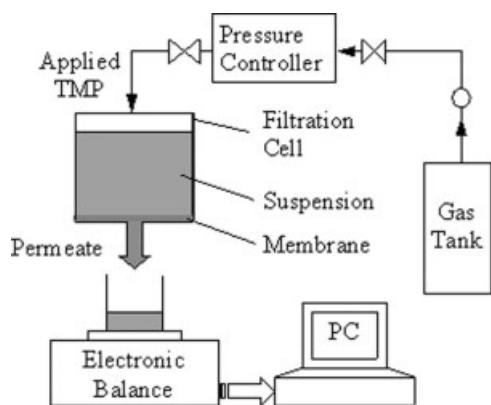 Pressure
Controller
Applied
TMP
Filtration
Cell
Suspension
Membrane
Gas
Tank
Permeate
PC
Electronic
Balance